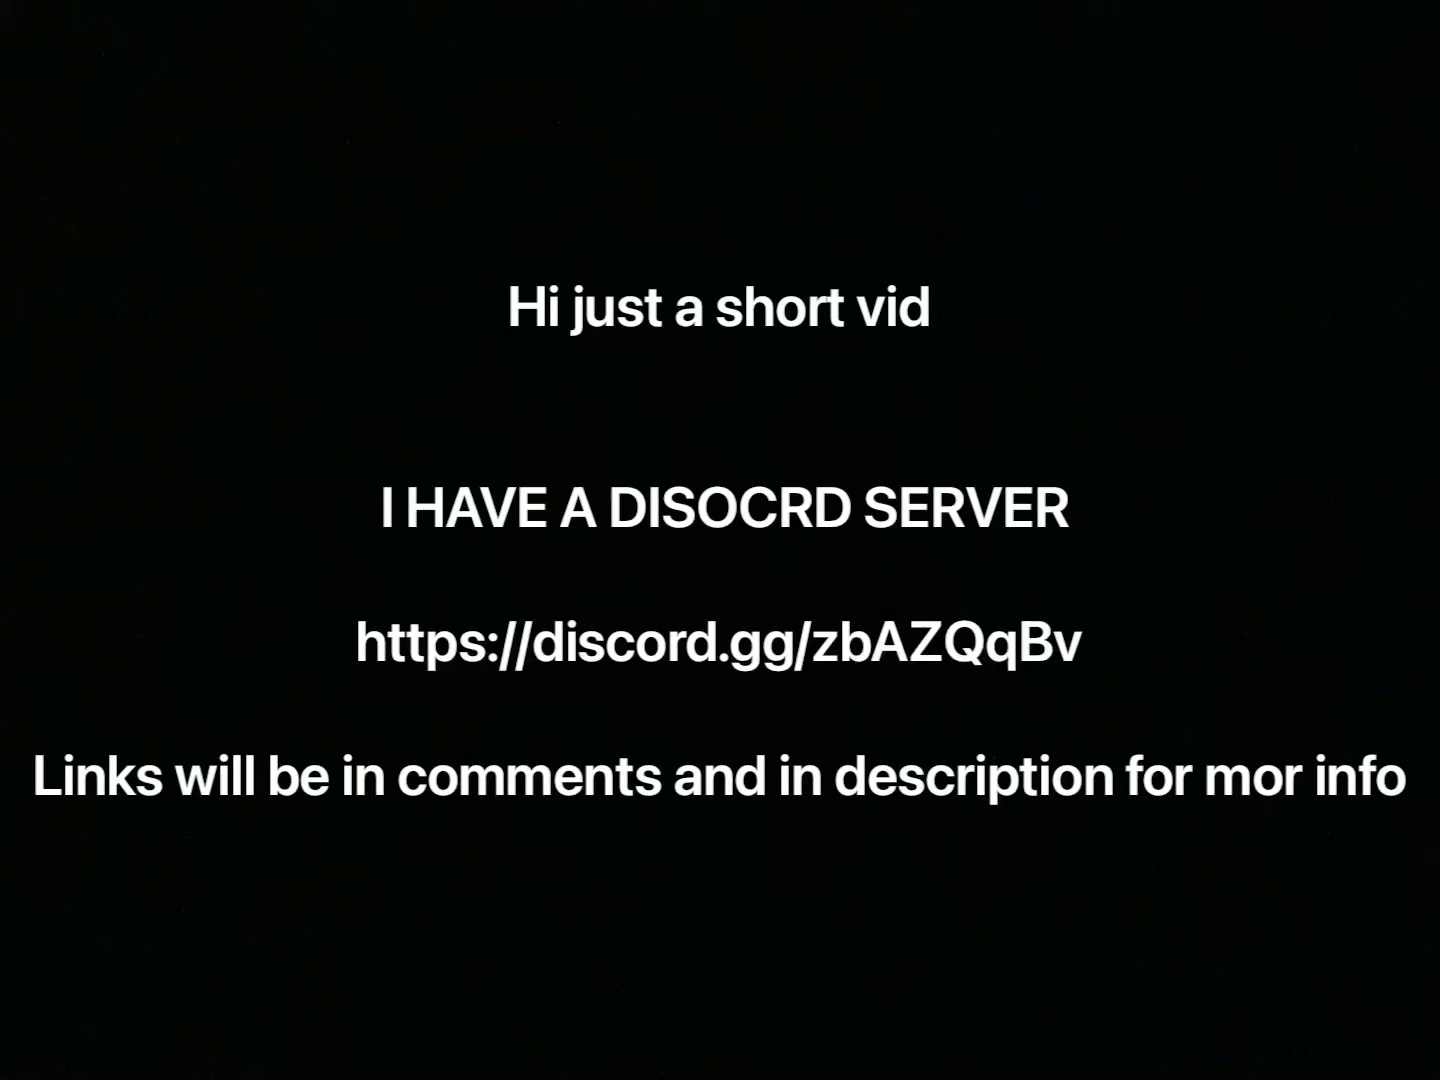 Hi just a short vid
I HAVE A DISOCRD SERVER
https://discord.gg/zbAZQqBv
Links will be in comments and in description for mor info